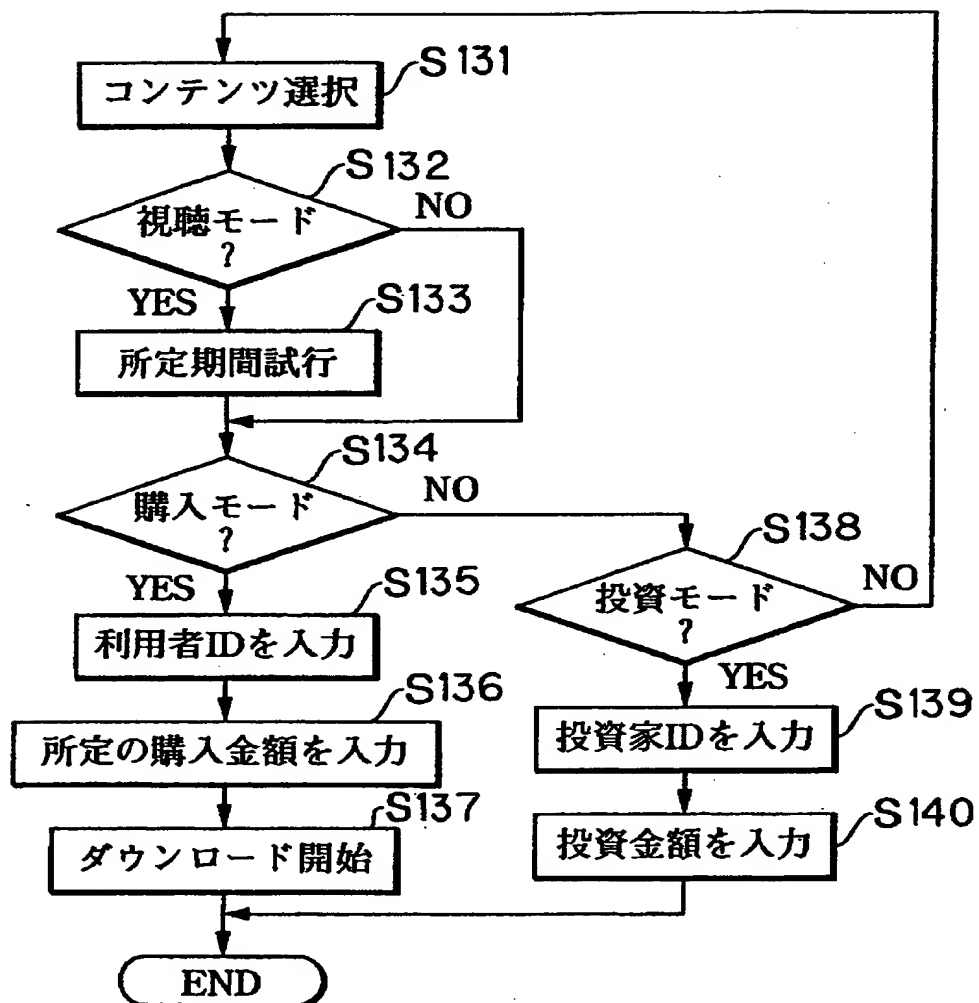 S131
コンテンツ選択
S132
視聴モード
?
NO
YES
S133
所定期間試行
S134
購入モード
?
NO
YES
S135
利用者IDを入力
S136
所定の購入金額を入力
S137
ダウンロード開始
S138
投資モード
?
NO
YES
S139
投資家IDを入力
S140
投資金額を入力
END